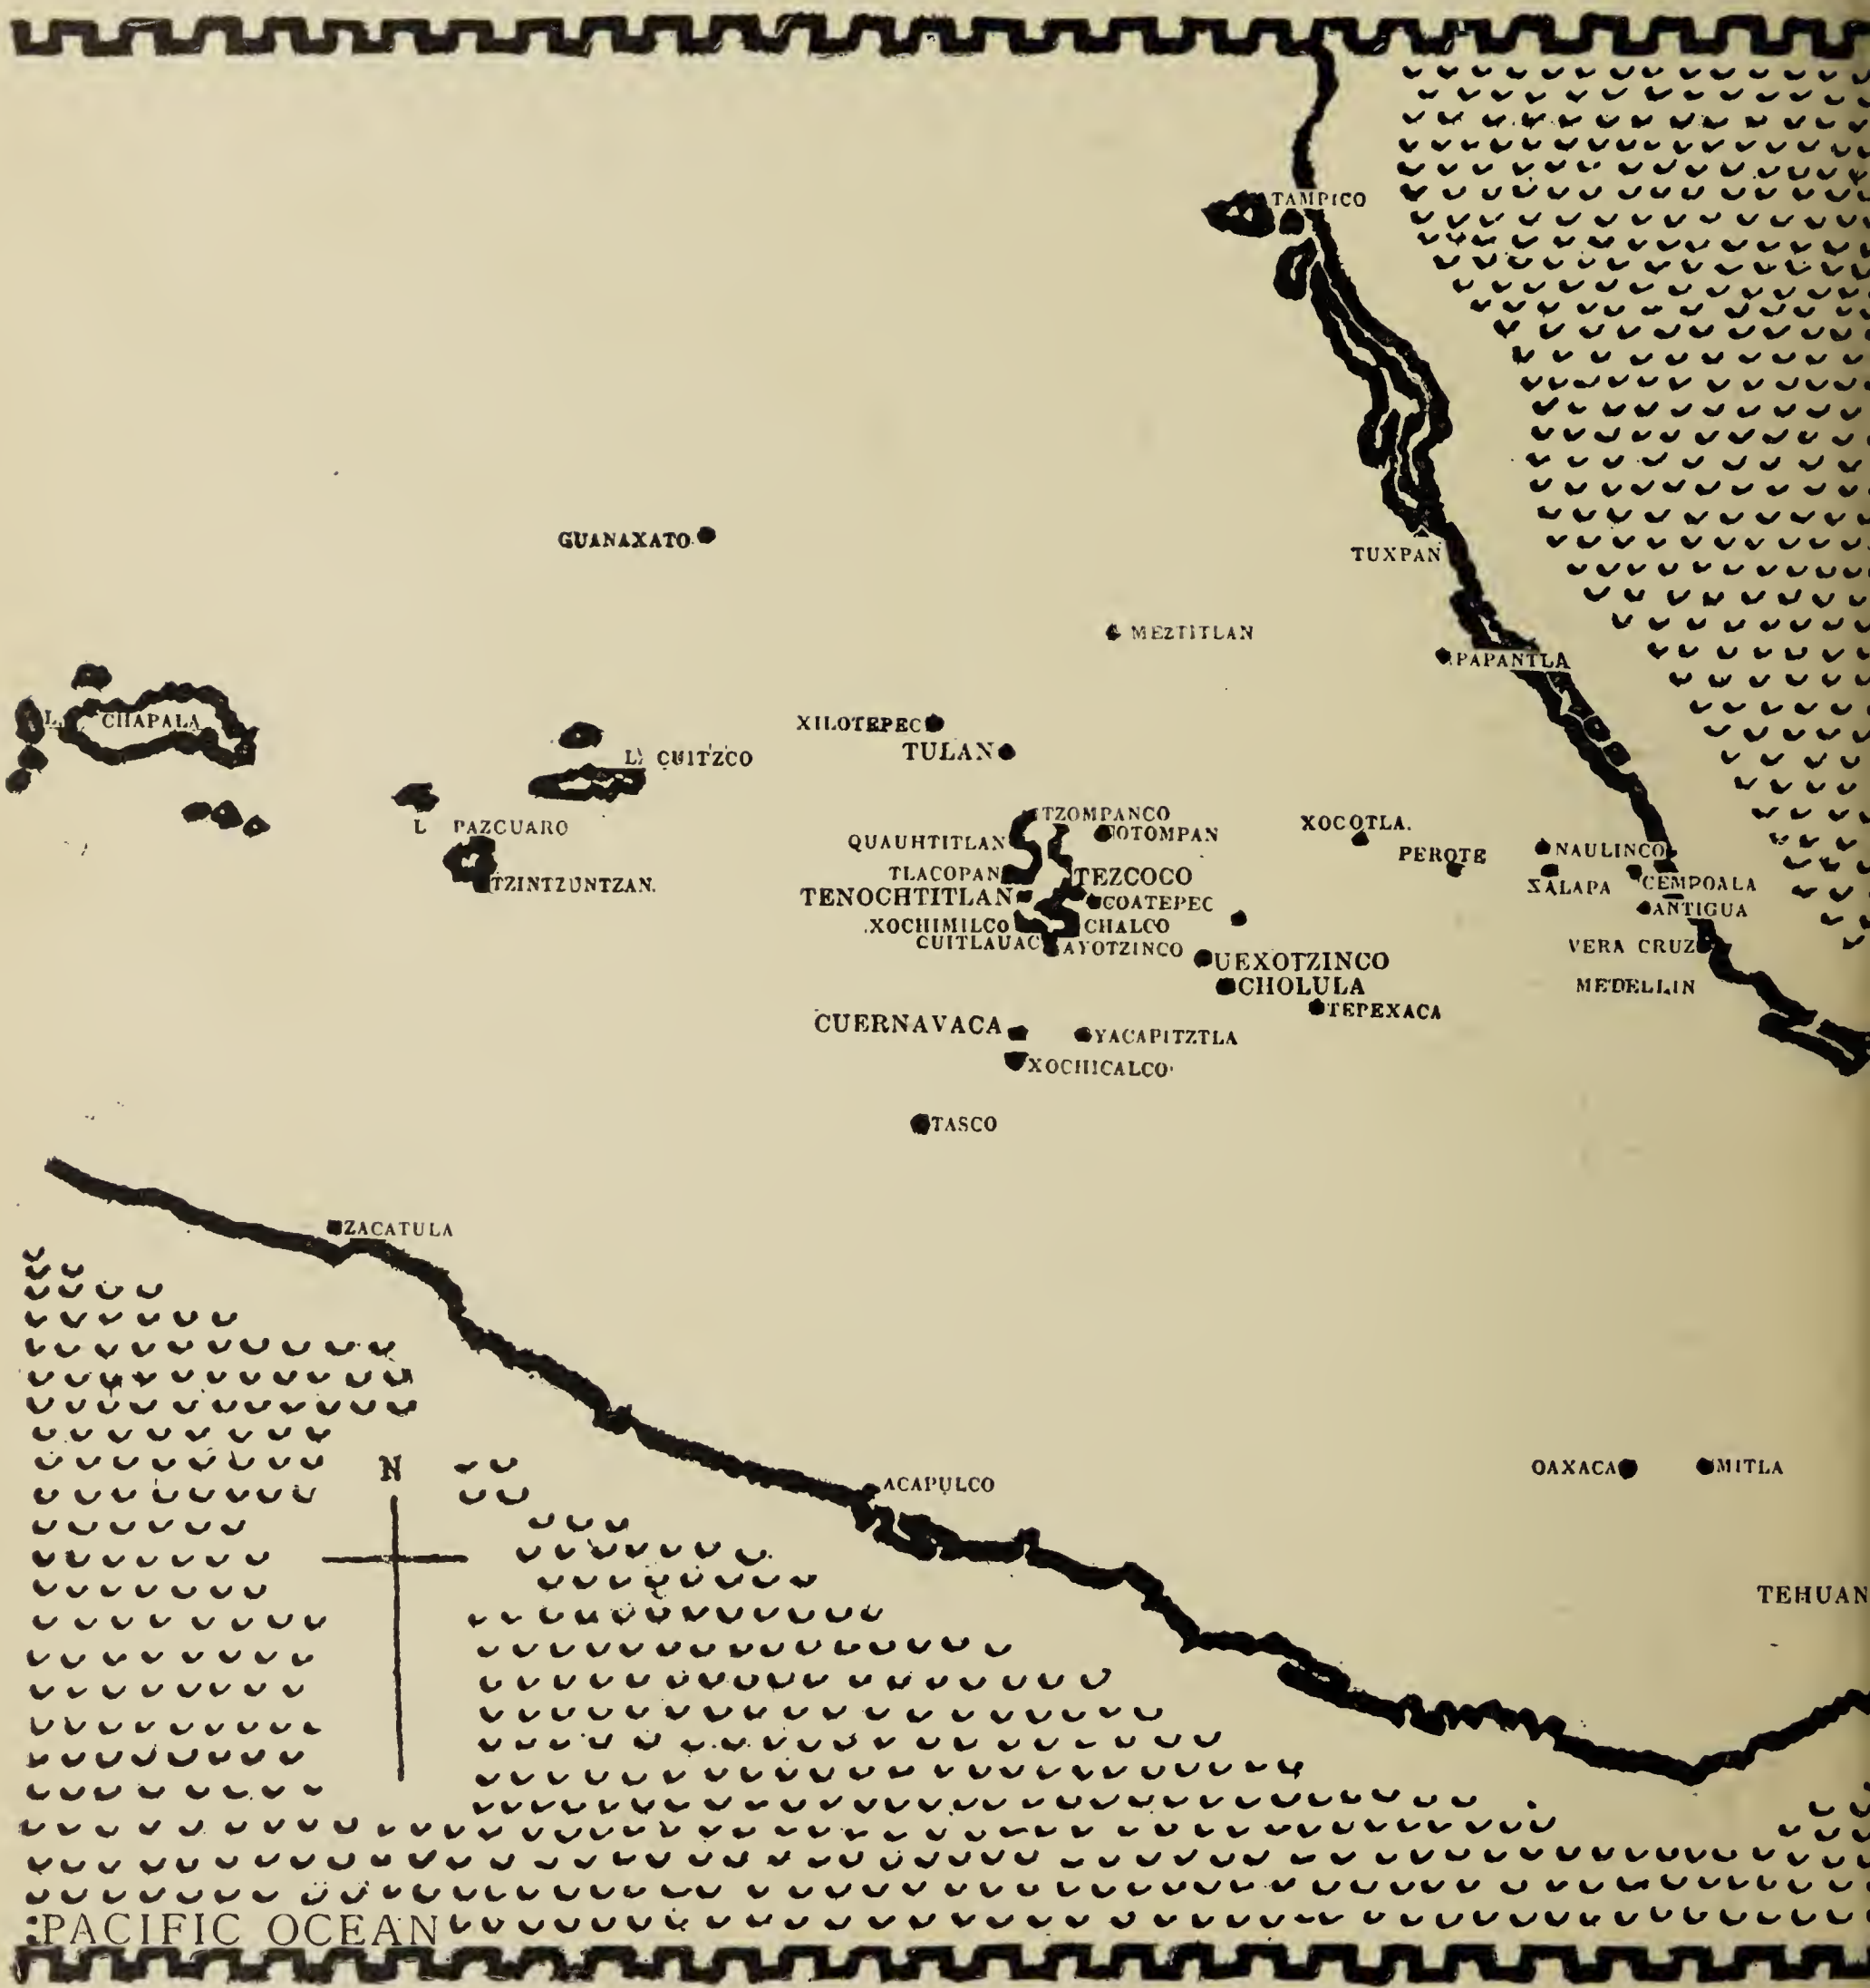 TAMPICO
GUANAXATO
TUXPAN
MEZTITLAN
PAPANTLA
L. CHAPALA
XILOTEPEC
TULAN
L. CUITZCO
TZOMPANCO
OTOMPAN
XOCOTLA.
L PAZCUARO
QUAUHTITLAN
PEROTE
NAULINCO
TLACOPAN
TEZCOCO
TZINTZUNTZAN.
XALAPA
CEMPOALA
TENOCHTITLAN
COATEPEC
ANTIGUA
XOCHIMILCO
CHALCO
CUITLAUAC
AYOTZINCO
VERA CRUZ
UEXOTZINCO
CHOLULA
MEDELLIN
TEPEXACA
CUERNAVACA
YACAPITZTLA
XOCHICALCO
TASCO
ZACATULA
N
OAXACA
MITLA
ACAPULCO
TEHUAN
PACIFIC OCEAN